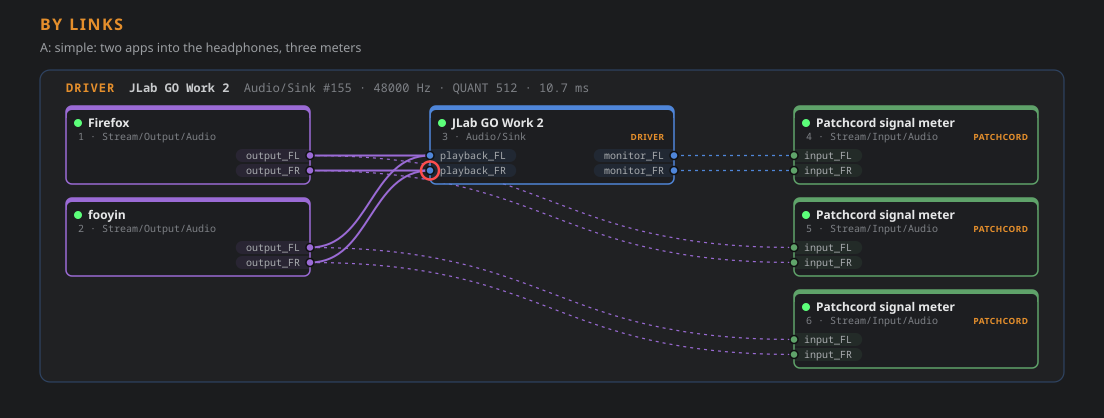 BY LINKS
A: simple: two apps into the headphones, three meters
DRIVER JLab GO Work 2 Audio/Sink #155 · 48000 Hz · QUANT 512 · 10.7 ms
Firefox
1 · Stream/Output/Audio
output_FL
output_FR
JLab GO Work 2
3 · Audio/Sink DRIVER
playback_FL monitor_FL
playback_FR monitor_FR
Patchcord signal meter
4 · Stream/Input/Audio PATCHCORD
input_FL
input_FR
fooyin
2 · Stream/Output/Audio
output_FL
output_FR
Patchcord signal meter
5 · Stream/Input/Audio PATCHCORD
input_FL
input_FR
Patchcord signal meter
6 · Stream/Input/Audio PATCHCORD
input_FL
input_FR